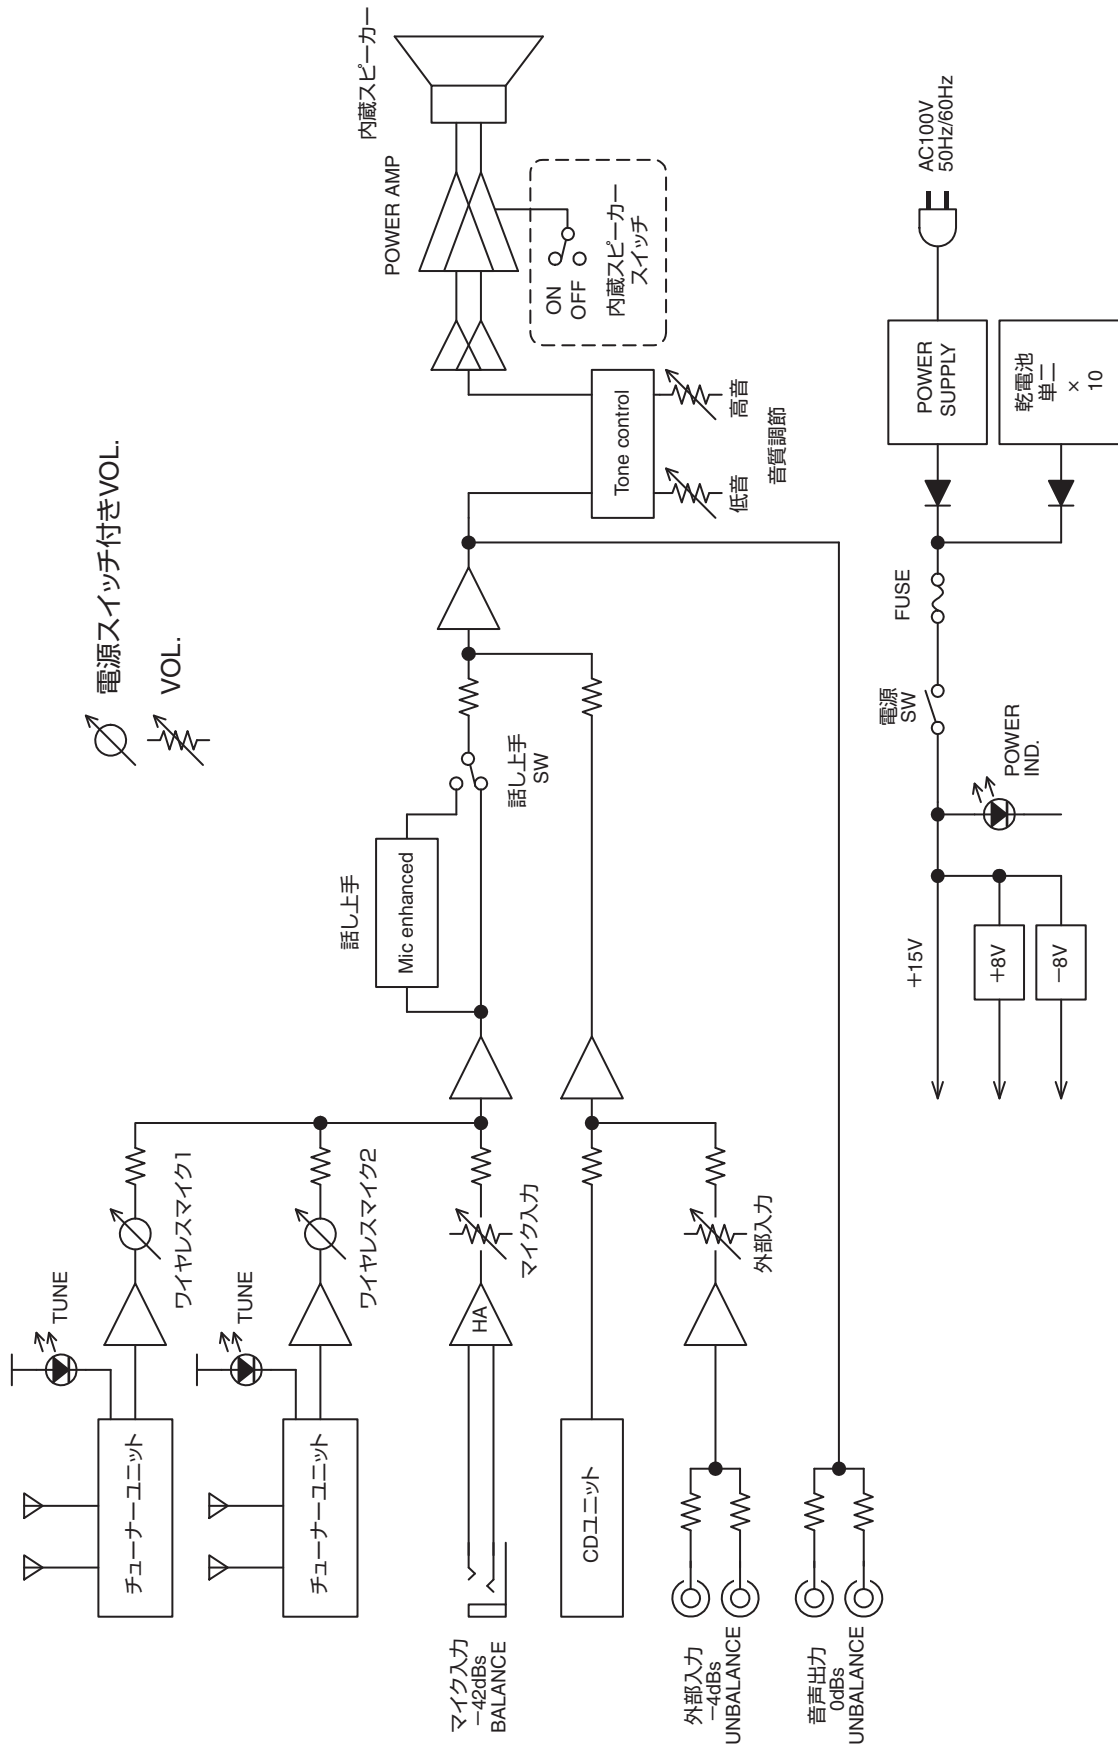 電源スイッチ付きVOL.
VOL.
TUNE
チューナーユニット
ワイヤレスマイク1
TUNE
チューナーユニット
ワイヤレスマイク2
マイク入力
−42dBs
BALANCE
HA
マイク入力
話し上手
Mic enhanced
話し上手
SW
POWER AMP
内蔵スピーカー
ON
OFF
内蔵スピーカー
スイッチ
Tone control
低音
高音
音質調節
CDユニット
外部入力
−4dBs
UNBALANCE
外部入力
音声出力
0dBs
UNBALANCE
+15V
+8V
−8V
POWER
IND.
電源
SW
FUSE
POWER
SUPPLY
乾電池
単二
×
10
AC100V
50Hz/60Hz